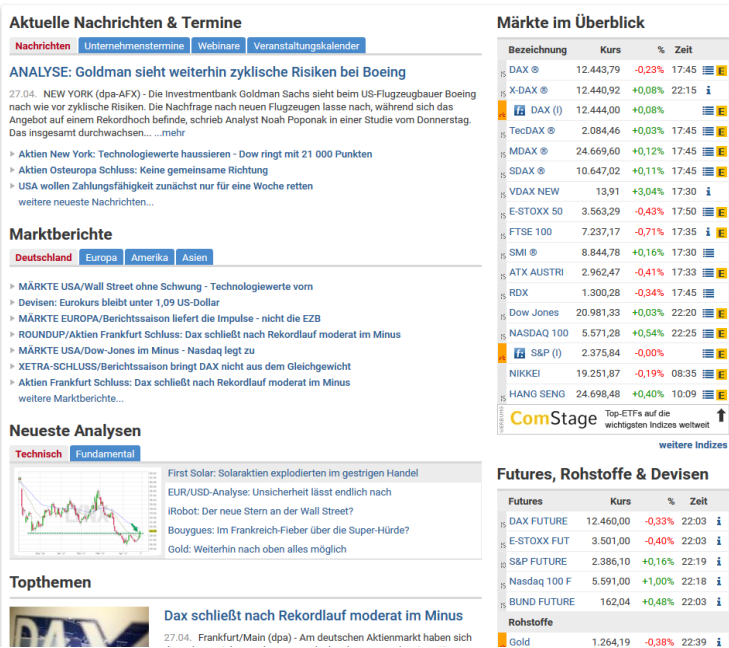 Aktuelle Nachrichten & Termine
Nachrichten Unternehmenstermine Webinare Veranstaltungskalender
ANALYSE: Goldman sieht weiterhin zyklische Risiken bei Boeing
27.04. NEW YORK (dpa-AFX) - Die Investmentbank Goldman Sachs sieht beim US-Flugzeugbauer Boeing
nach wie vor zyklische Risiken. Die Nachfrage nach neuen Flugzeugen lasse nach, während sich das
Angebot auf einem Rekordhoch befinde, schrieb Analyst Noah Poponak in einer Studie vom Donnerstag.
Das insgesamt durchwachsen... ...mehr
Aktien New York: Technologiewerte haussieren - Dow ringt mit 21 000 Punkten
Aktien Osteuropa Schluss: Keine gemeinsame Richtung
USA wollen Zahlungsfähigkeit zunächst nur für eine Woche retten
weitere neueste Nachrichten...
Marktberichte
Deutschland Europa Amerika Asien
MÄRKTE USA/Wall Street ohne Schwung - Technologiewerte vorn
Devisen: Eurokurs bleibt unter 1,09 US-Dollar
MÄRKTE EUROPA/Berichtssaison liefert die Impulse - nicht die EZB
ROUNDUP/Aktien Frankfurt Schluss: Dax schließt nach Rekordlauf moderat im Minus
MÄRKTE USA/Dow-Jones im Minus - Nasdaq legt zu
XETRA-SCHLUSS/Berichtssaison bringt DAX nicht aus dem Gleichgewicht
Aktien Frankfurt Schluss: Dax schließt nach Rekordlauf moderat im Minus
weitere Marktberichte...
Neueste Analysen
Technisch Fundamental
First Solar: Solaraktien explodierten im gestrigen Handel
EUR/USD-Analyse: Unsicherheit lässt endlich nach
iRobot: Der neue Stern an der Wall Street?
Bouygues: Im Frankreich-Fieber über die Super-Hürde?
Gold: Weiterhin nach oben alles möglich
Topthemen
DAX
Dax schließt nach Rekordlauf moderat im Minus
27.04. Frankfurt/Main (dpa) - Am deutschen Aktienmarkt haben sich
Märkte im Überblick
Bezeichnung Kurs % Zeit
DAX ® 12.443,79 -0,23% 17:45 E
X-DAX ® 12.440,92 +0,08% 22:15 i
DAX (I) 12.444,00 +0,08% E
TecDAX ® 2.084,46 +0,03% 17:45 E
MDAX ® 24.669,60 +0,12% 17:45 E
SDAX ® 10.647,02 +0,11% 17:45 E
VDAX NEW 13,91 +3,04% 17:30 i
E-STOXX 50 3.563,29 -0,43% 17:50 E
FTSE 100 7.237,17 -0,71% 17:35 i E
SMI ® 8.844,78 +0,16% 17:30
ATX AUSTRI 2.962,47 -0,41% 17:33 E
RDX 1.300,28 -0,34% 17:45
Dow Jones 20.981,33 +0,03% 22:20 E
NASDAQ 100 5.571,28 +0,54% 22:25 E
S&P (I) 2.375,84 -0,00% E
NIKKEI 19.251,87 -0,19% 08:35 E
HANG SENG 24.698,48 +0,40% 10:09 E
WERBUNG
ComStage Top-ETFs auf die
wichtigsten Indizes weltweit
weitere Indizes
Futures, Rohstoffe & Devisen
Futures Kurs % Zeit
DAX FUTURE 12.460,00 -0,33% 22:03 i
E-STOXX FUT 3.501,00 -0,40% 22:03 i
S&P FUTURE 2.386,10 +0,16% 22:19 i
Nasdaq 100 F 5.591,00 +1,00% 22:18 i
BUND FUTURE 162,04 +0,48% 22:03 i
Rohstoffe
Gold 1.264,19 -0,38% 22:39 i